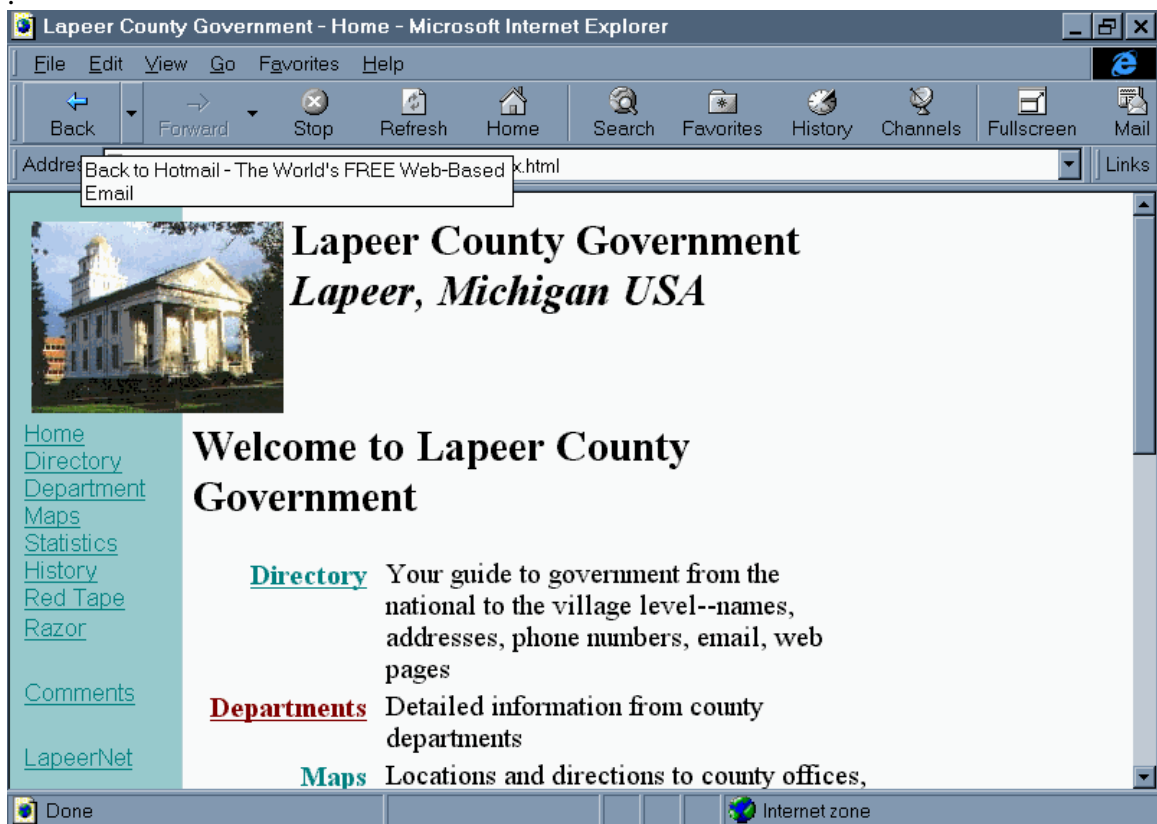 Lapeer County Government - Home - Microsoft Internet Explorer
File Edit View Go Favorites Help
Back Forward Stop Refresh Home Search Favorites History Channels Fullscreen Mail
Addres x.html Links
Back to Hotmail - The World's FREE Web-Based
Email
Lapeer County Government
Lapeer, Michigan USA
Home
Directory
Department
Maps
Statistics
History
Red Tape
Razor
Comments
LapeerNet
Welcome to Lapeer County
Government
Directory Your guide to government from the
national to the village level--names,
addresses, phone numbers, email, web
pages
Departments Detailed information from county
departments
Maps Locations and directions to county offices,
Done Internet zone